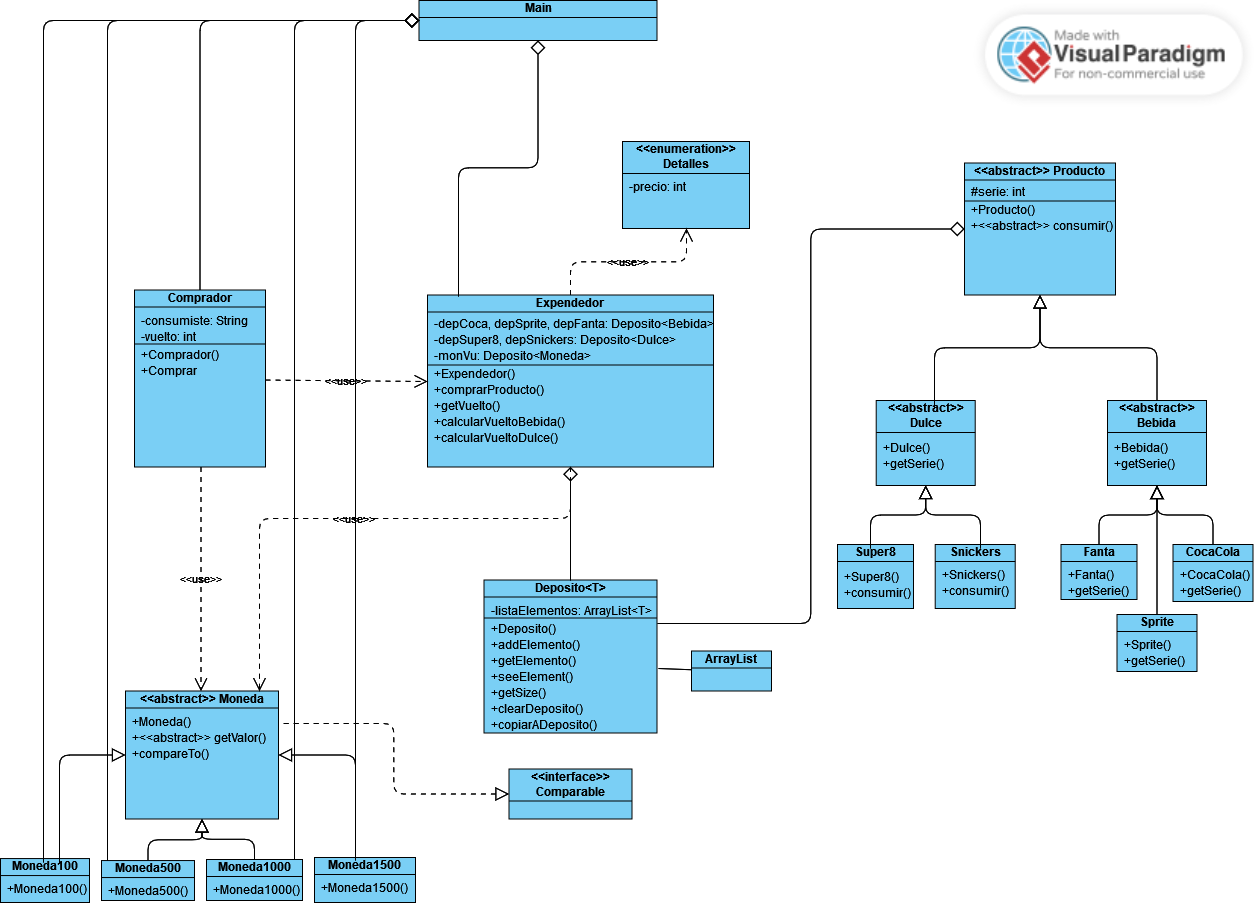 Main
Made with
Visual Paradigm
For non-commercial use
<<enumeration>>
Detalles
-precio: int
<<abstract>> Producto
#serie: int
+Producto()
+<<abstract>> consumir()
<<use>>
Comprador
-consumiste: String
-vuelto: int
+Comprador()
+Comprar
<<use>>
Expendedor
-depCoca, depSprite, depFanta: Deposito<Bebida>
-depSuper8, depSnickers: Deposito<Dulce>
-monVu: Deposito<Moneda>
+Expendedor()
+comprarProducto()
+getVuelto()
+calcularVueltoBebida()
+calcularVueltoDulce()
<<abstract>>
Dulce
+Dulce()
+getSerie()
<<abstract>>
Bebida
+Bebida()
+getSerie()
<<use>>
<<use>>
Super8
+Super8()
+consumir()
Snickers
+Snickers()
+consumir()
Fanta
+Fanta()
+getSerie()
CocaCola
+CocaCola()
+getSerie()
Sprite
+Sprite()
+getSerie()
Deposito<T>
-listaElementos: ArrayList<T>
+Deposito()
+addElemento()
+getElemento()
+seeElement()
+getSize()
+clearDeposito()
+copiarADeposito()
ArrayList
<<abstract>> Moneda
+Moneda()
+<<abstract>> getValor()
+compareTo()
<<interface>>
Comparable
Moneda100
+Moneda100()
Moneda500
+Moneda500()
Moneda1000
+Moneda1000()
Moneda1500
+Moneda1500()